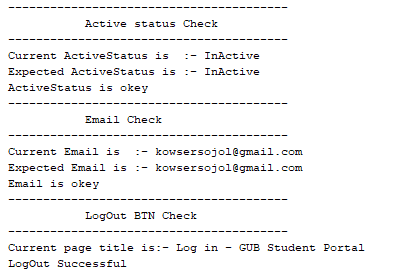 ----------------------------------------
Active status Check
----------------------------------------
Current ActiveStatus is  :- InActive
Expected ActiveStatus is :- InActive
ActiveStatus is okey
----------------------------------------
Email Check
----------------------------------------
Current Email is  :- kowsersojol@gmail.com
Expected Email is :- kowsersojol@gmail.com
Email is okey
----------------------------------------
LogOut BTN Check
----------------------------------------
Current page title is:- Log in - GUB Student Portal
LogOut Successful